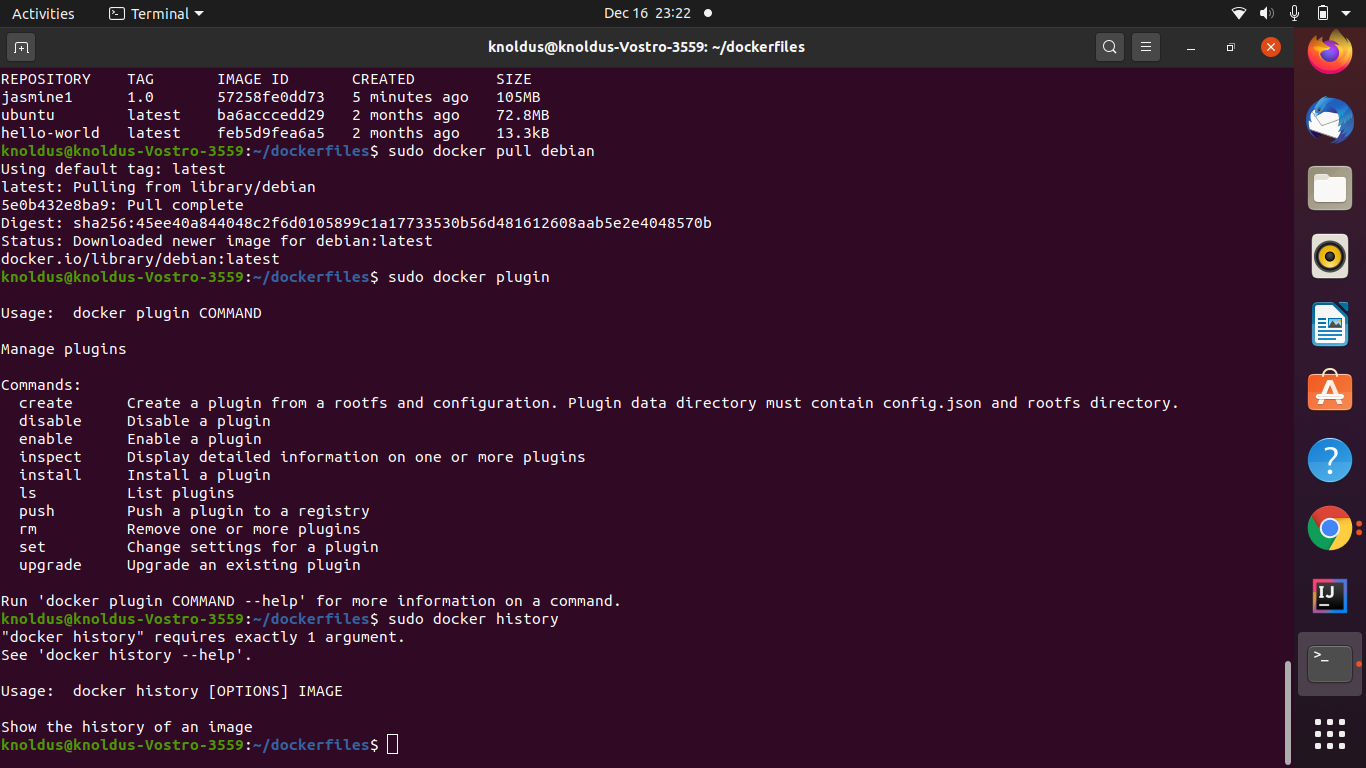 Activities Terminal Dec 16 23:22
knoldus@knoldus-Vostro-3559: ~/dockerfiles
REPOSITORY TAG IMAGE ID CREATED SIZE
jasmine1 1.0 57258fe0dd73 5 minutes ago 105MB
ubuntu latest ba6acccedd29 2 months ago 72.8MB
hello-world latest feb5d9fea6a5 2 months ago 13.3kB
knoldus@knoldus-Vostro-3559:~/dockerfiles$ sudo docker pull debian
Using default tag: latest
latest: Pulling from library/debian
5e0b432e8ba9: Pull complete
Digest: sha256:45ee40a844048c2f6d0105899c1a17733530b56d481612608aab5e2e4048570b
Status: Downloaded newer image for debian:latest
docker.io/library/debian:latest
knoldus@knoldus-Vostro-3559:~/dockerfiles$ sudo docker plugin
Usage:  docker plugin COMMAND
Manage plugins
Commands:
create Create a plugin from a rootfs and configuration. Plugin data directory must contain config.json and rootfs directory.
disable Disable a plugin
enable Enable a plugin
inspect Display detailed information on one or more plugins
install Install a plugin
ls List plugins
push Push a plugin to a registry
rm Remove one or more plugins
set Change settings for a plugin
upgrade Upgrade an existing plugin
Run 'docker plugin COMMAND --help' for more information on a command.
knoldus@knoldus-Vostro-3559:~/dockerfiles$ sudo docker history
"docker history" requires exactly 1 argument.
See 'docker history --help'.
Usage:  docker history [OPTIONS] IMAGE
Show the history of an image
knoldus@knoldus-Vostro-3559:~/dockerfiles$